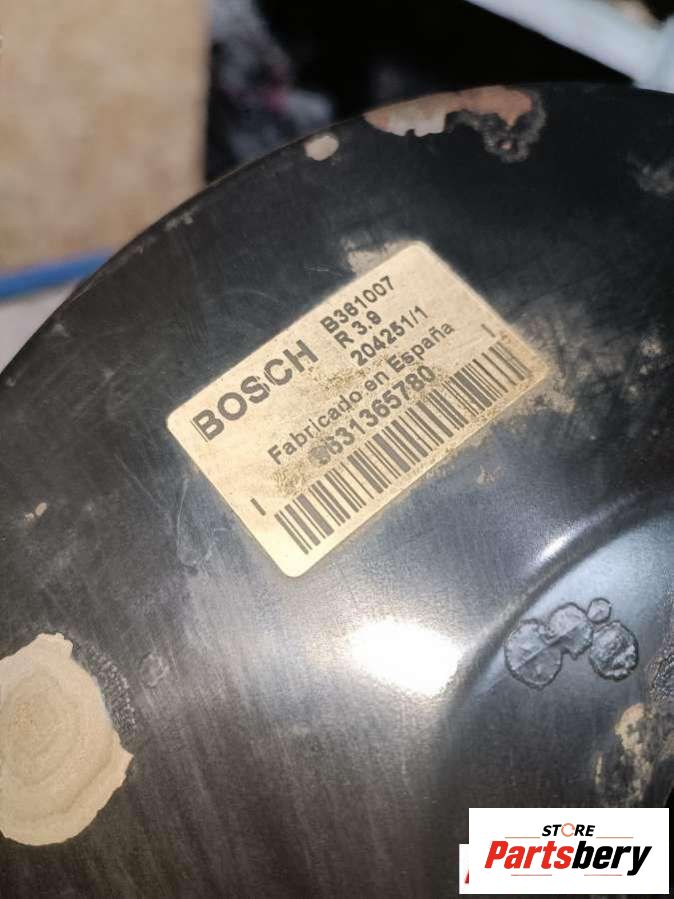 BOSCH
B381007
R 3.9
204251/1
Fabricado en España
9631365780
I I
STORE
Partsbery